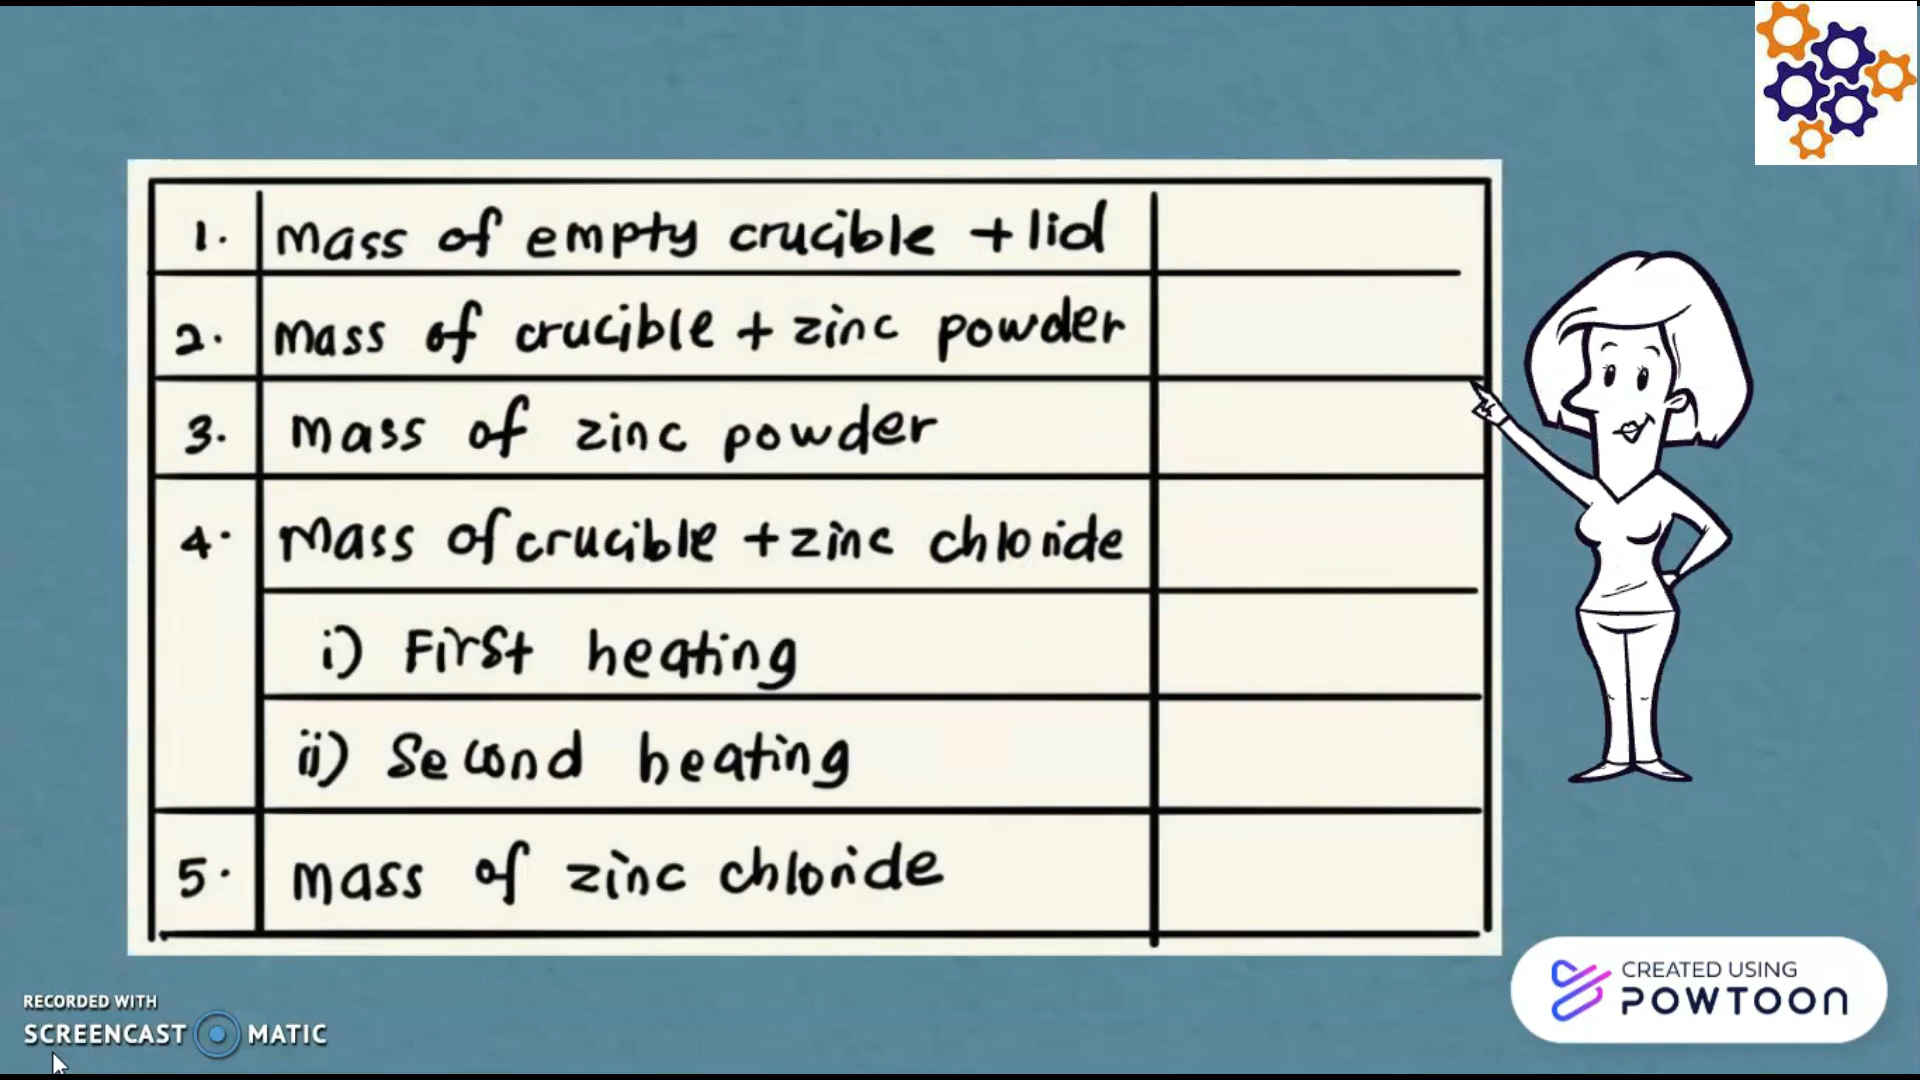 1. Mass of empty crucible + lid
2. Mass of crucible + zinc powder
3. Mass of zinc powder
4. Mass of crucible + zinc chloride
i) First heating
ii) Second heating
5. Mass of zinc chloride
RECORDED WITH
SCREENCAST MATIC
CREATED USING
POWTOON